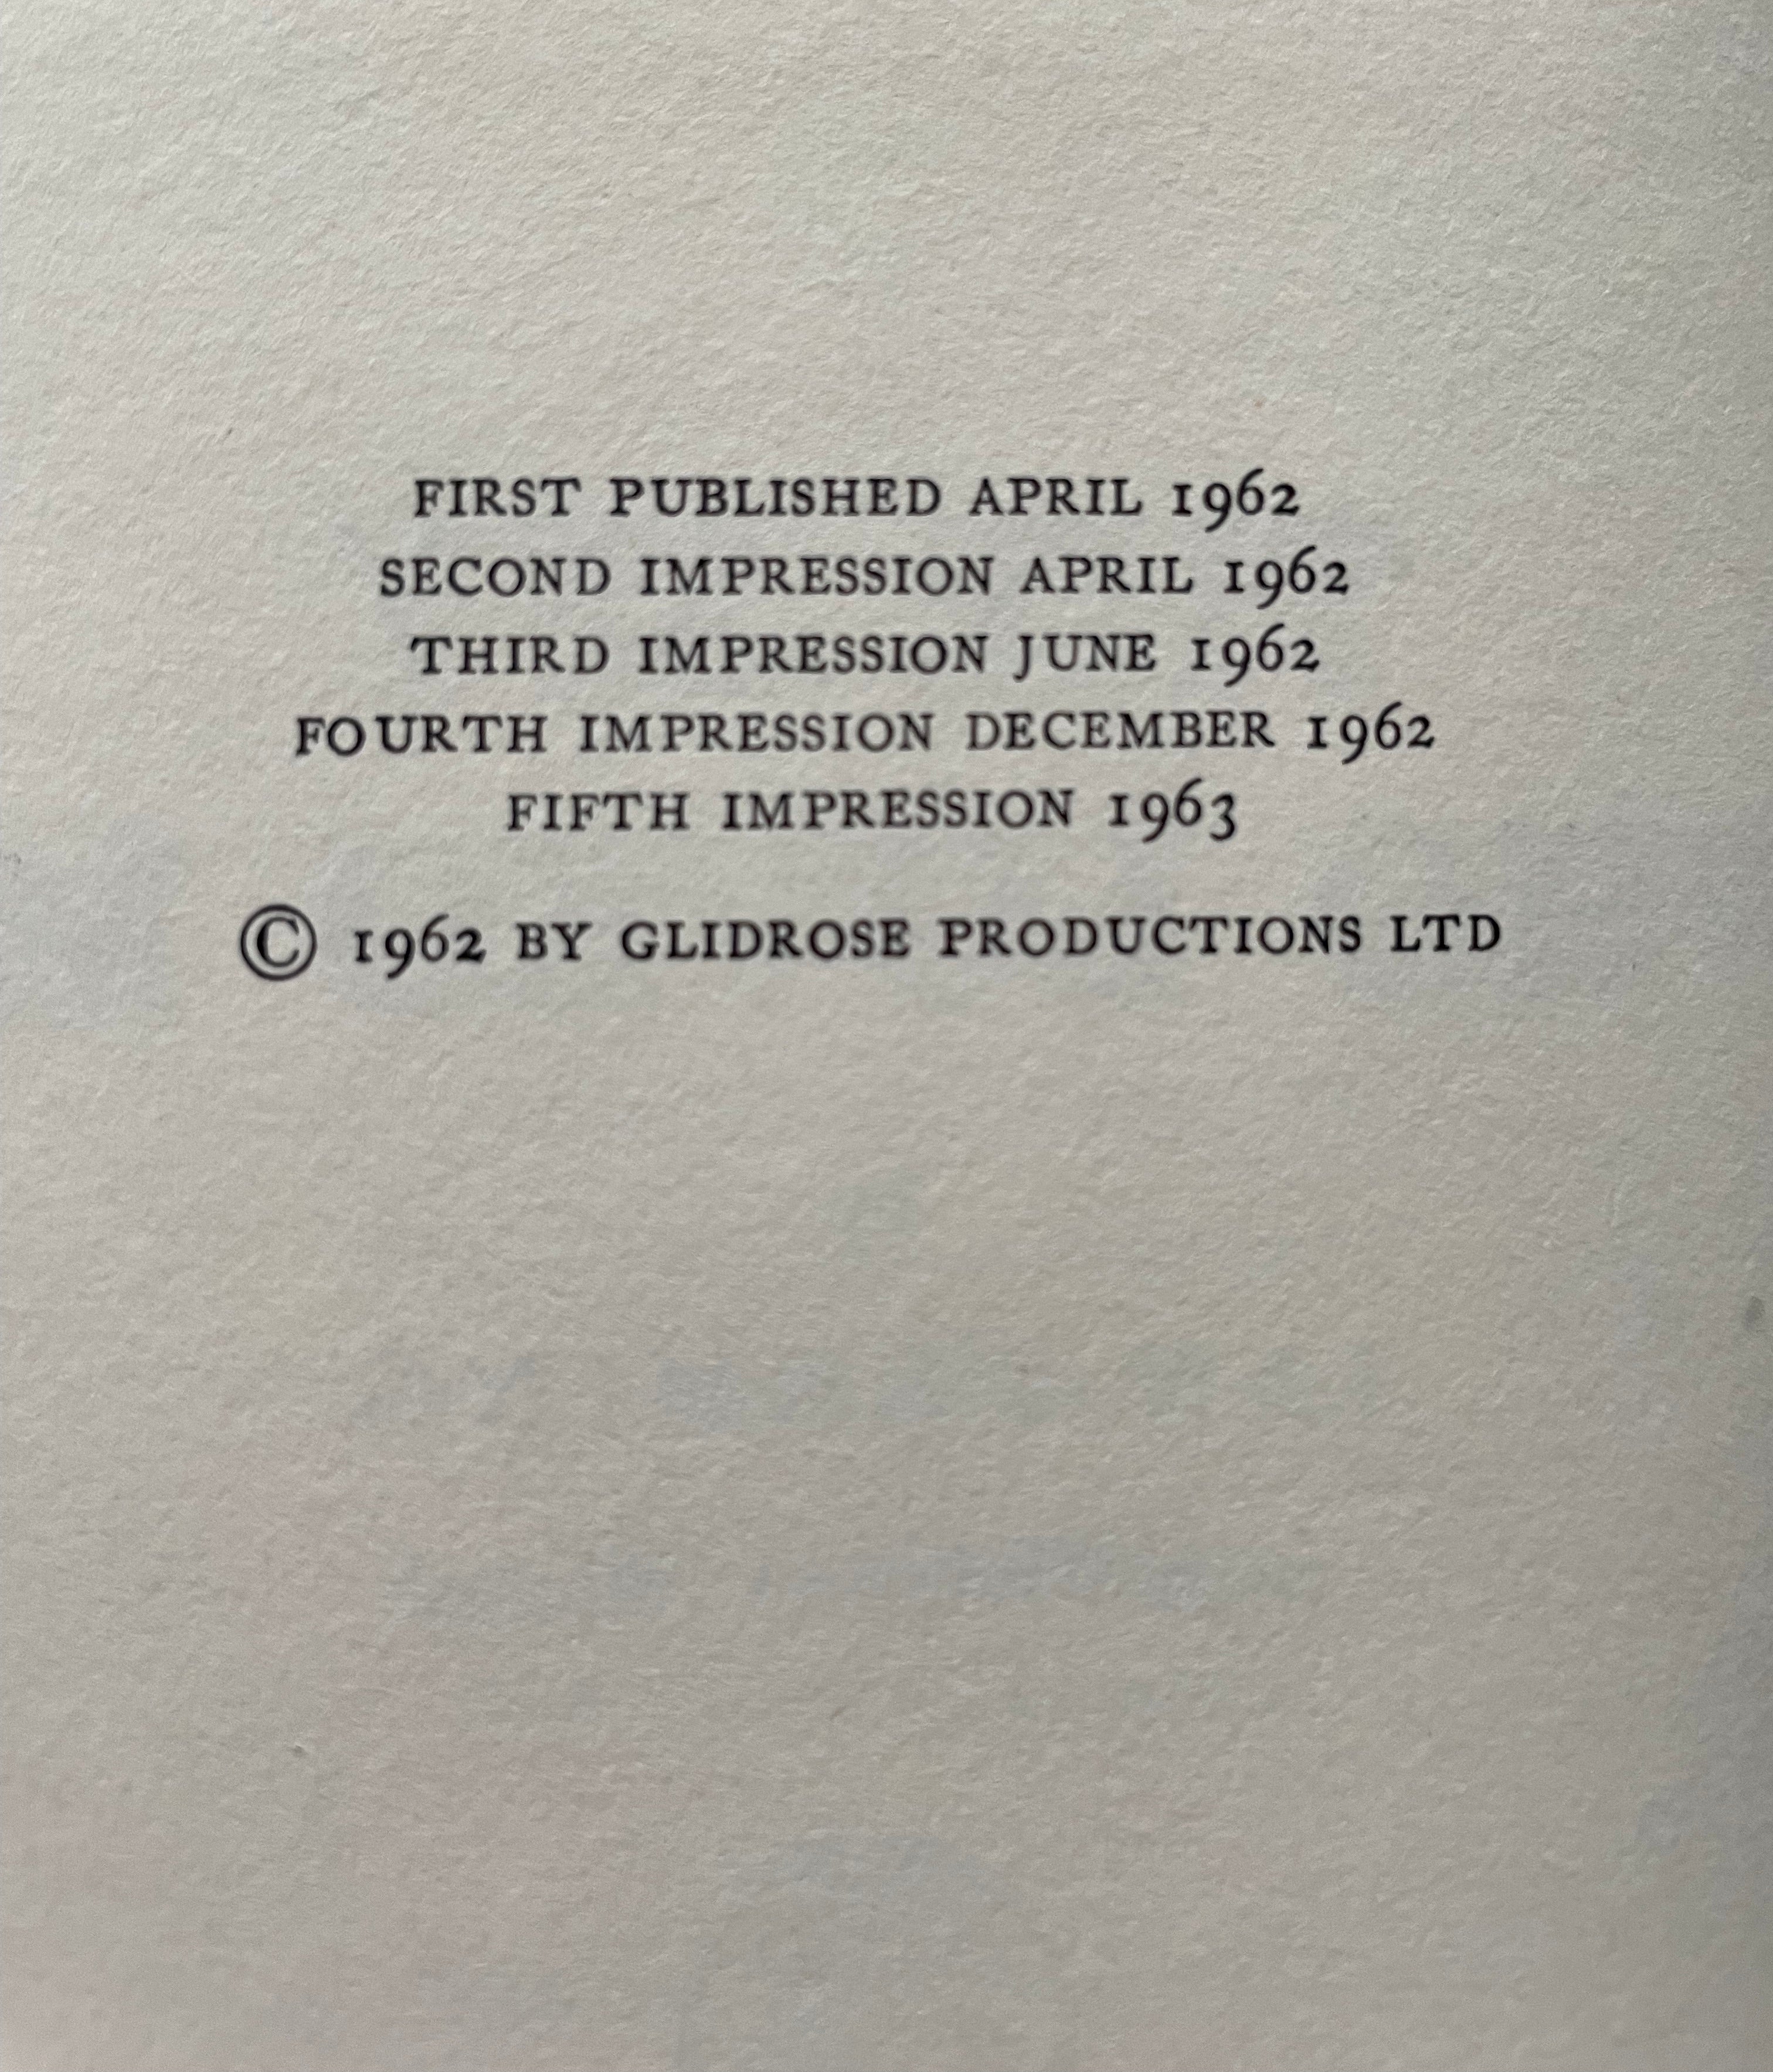 FIRST PUBLISHED APRIL 1962
SECOND IMPRESSION APRIL 1962
THIRD IMPRESSION JUNE 1962
FOURTH IMPRESSION DECEMBER 1962
FIFTH IMPRESSION 1963
© 1962 BY GLIDROSE PRODUCTIONS LTD